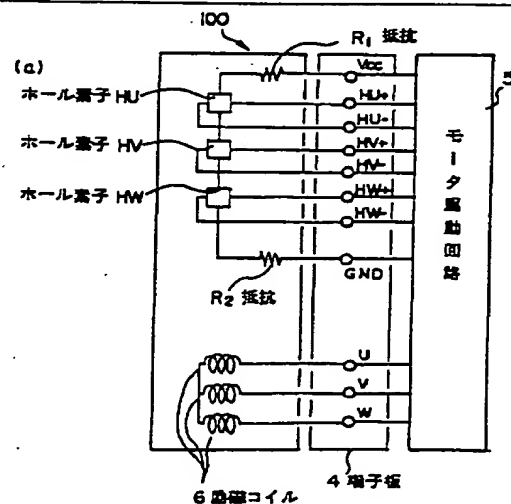 100
R₁ 抵抗
(a)
Vcc
ホール素子 HU
HU+
HU-
ホール素子 HV
HV+
HV-
ホール素子 HW
HW+
HW-
R₂ 抵抗
GND
5
モータ駆動回路
U
V
W
4 端子板
6 電磁コイル